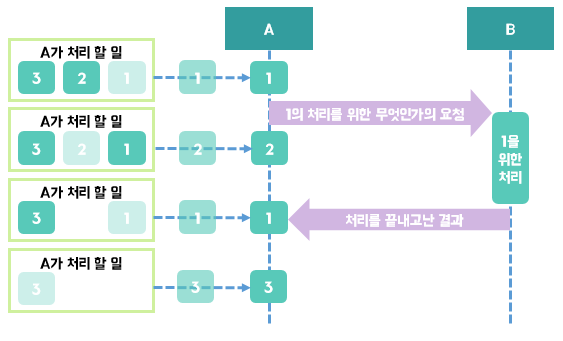 A
B
A가 처리 할 일
3 2 1 1 1
1의 처리를 위한 무엇인가의 요청
A가 처리 할 일
3 2 1 2 2
1을
위한
처리
A가 처리 할 일
3 1 1 1
처리를 끝내고난 결과
A가 처리 할 일
3 3 3